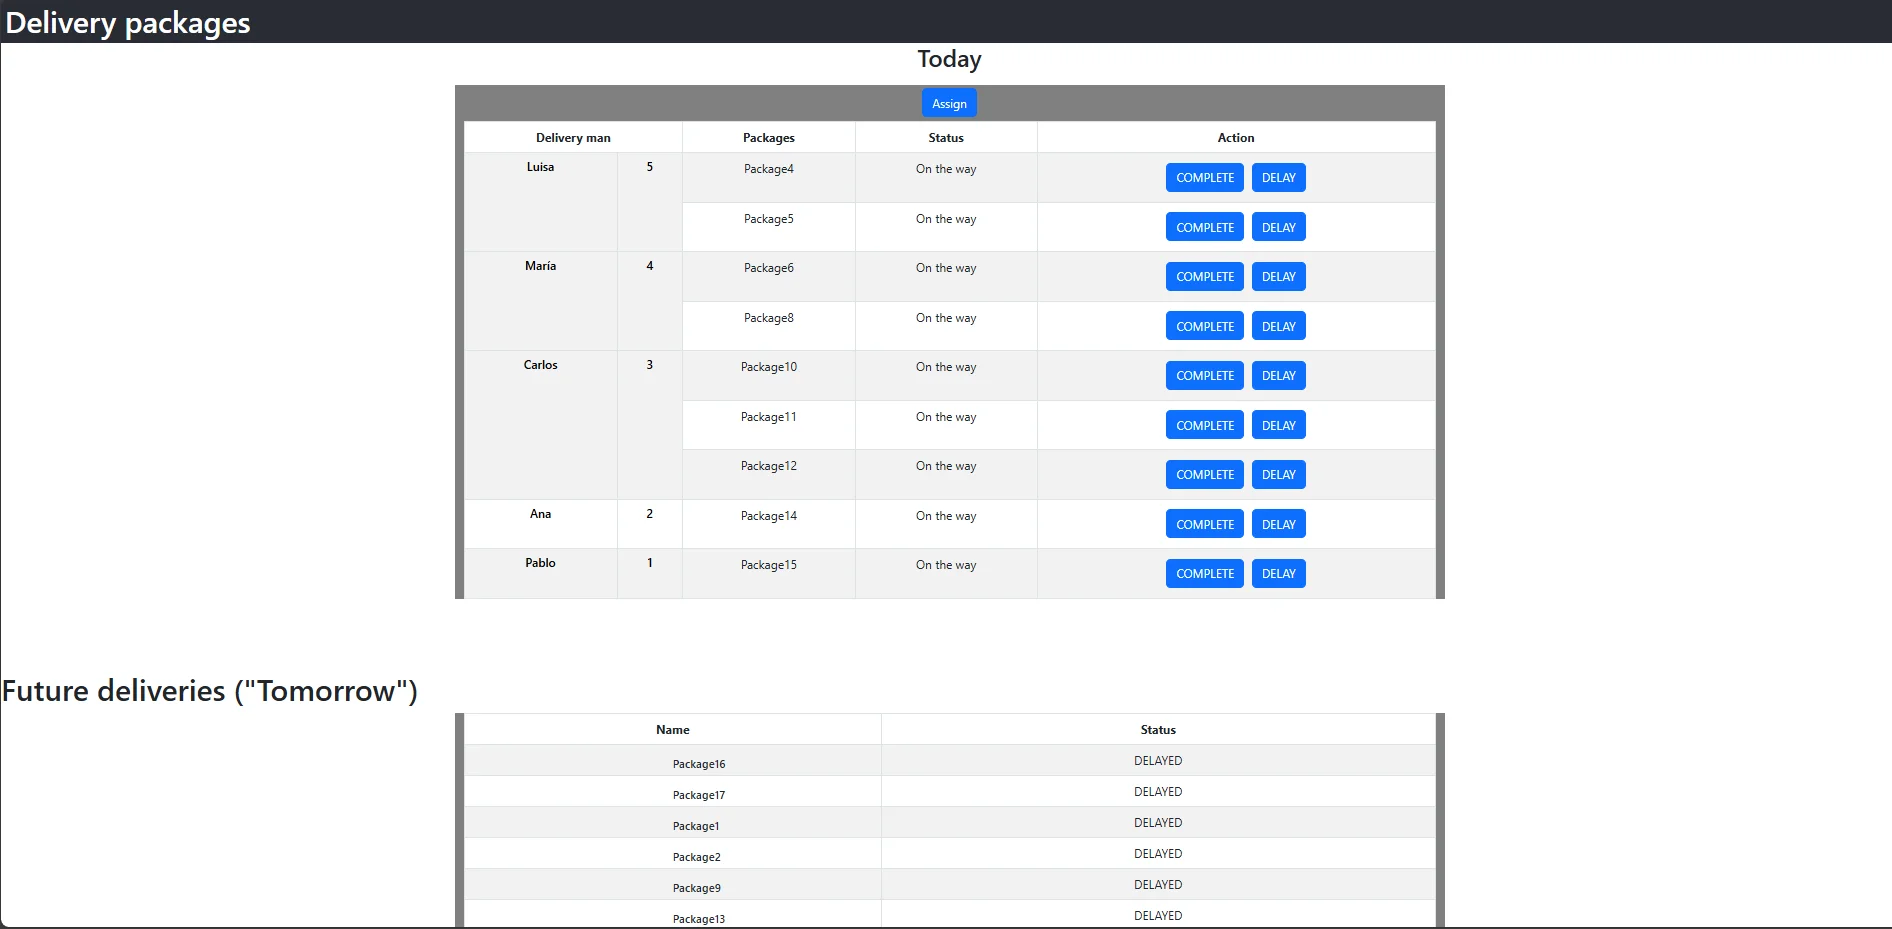 Delivery packages
Today
Assign
Delivery man Packages Status Action
Luisa 5 Package4 On the way COMPLETE DELAY
Package5 On the way COMPLETE DELAY
María 4 Package6 On the way COMPLETE DELAY
Package8 On the way COMPLETE DELAY
Carlos 3 Package10 On the way COMPLETE DELAY
Package11 On the way COMPLETE DELAY
Package12 On the way COMPLETE DELAY
Ana 2 Package14 On the way COMPLETE DELAY
Pablo 1 Package15 On the way COMPLETE DELAY
Future deliveries ("Tomorrow")
Name Status
Package16 DELAYED
Package17 DELAYED
Package1 DELAYED
Package2 DELAYED
Package9 DELAYED
Package13 DELAYED